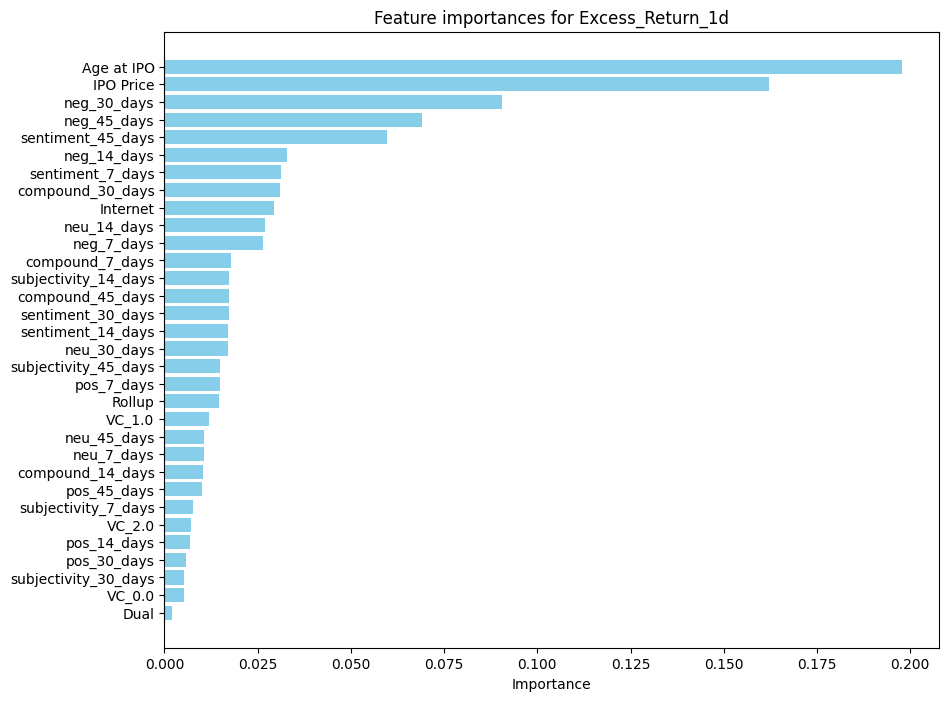 Feature importances for Excess_Return_1d
Age at IPO
IPO Price
neg_30_days
neg_45_days
sentiment_45_days
neg_14_days
sentiment_7_days
compound_30_days
Internet
neu_14_days
neg_7_days
compound_7_days
subjectivity_14_days
compound_45_days
sentiment_30_days
sentiment_14_days
neu_30_days
subjectivity_45_days
pos_7_days
Rollup
VC_1.0
neu_45_days
neu_7_days
compound_14_days
pos_45_days
subjectivity_7_days
VC_2.0
pos_14_days
pos_30_days
subjectivity_30_days
VC_0.0
Dual
0.000 0.025 0.050 0.075 0.100 0.125 0.150 0.175 0.200
Importance